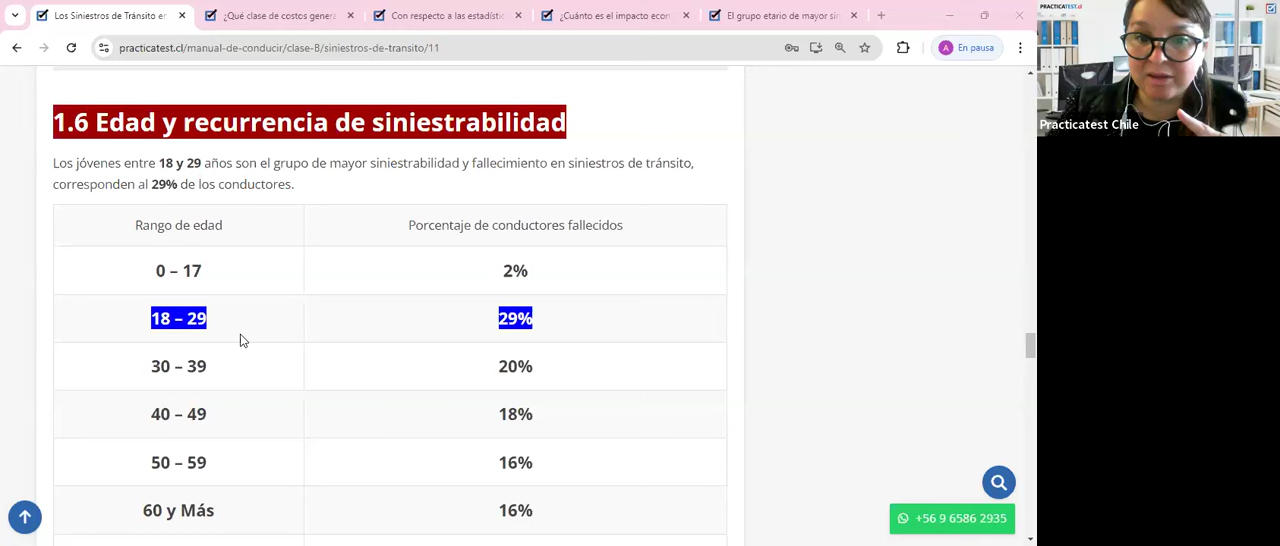 Los Siniestros de Tránsito en
¿Qué clase de costos genera
Con respecto a las estadístic
¿Cuánto es el impacto econ
El grupo etario de mayor sin
practicatest.cl/manual-de-conducir/clase-B/siniestros-de-transito/11
A En pausa
PRACTICATEST.cl
1.6 Edad y recurrencia de siniestrabilidad
Los jóvenes entre 18 y 29 años son el grupo de mayor siniestrabilidad y fallecimiento en siniestros de tránsito,
corresponden al 29% de los conductores.
Rango de edad Porcentaje de conductores fallecidos
0 – 17 2%
18 – 29 29%
30 – 39 20%
40 – 49 18%
50 – 59 16%
60 y Más 16%
Practicatest Chile
+56 9 6586 2935